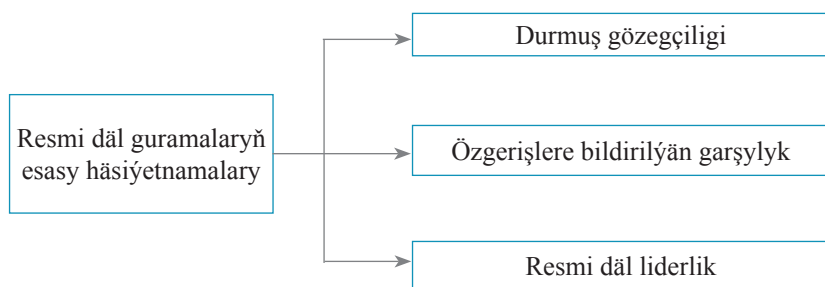 Resmi däl guramalaryň
esasy häsiýetnamalary
Durmuş gözegçiligi
Özgerişlere bildirilýän garşylyk
Resmi däl liderlik